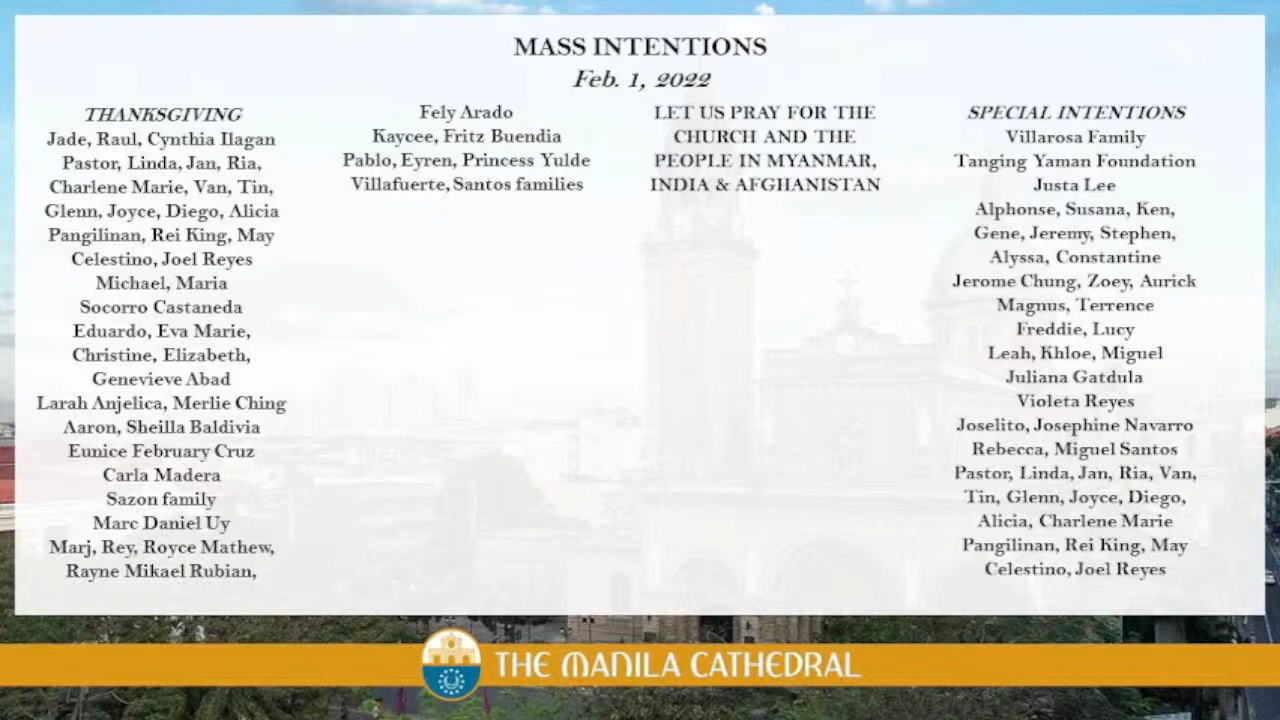 MASS INTENTIONS
Feb. 1, 2022
THANKSGIVING
Jade, Raul, Cynthia Ilagan
Pastor, Linda, Jan, Ria,
Charlene Marie, Van, Tin,
Glenn, Joyce, Diego, Alicia
Pangilinan, Rei King, May
Celestino, Joel Reyes
Michael, Maria
Socorro Castaneda
Eduardo, Eva Marie,
Christine, Elizabeth,
Genevieve Abad
Larah Anjelica, Merlie Ching
Aaron, Sheilla Baldivia
Eunice February Cruz
Carla Madera
Sazon family
Marc Daniel Uy
Marj, Rey, Royce Mathew,
Rayne Mikael Rubian,
Fely Arado
Kaycee, Fritz Buendia
Pablo, Eyren, Princess Yulde
Villafuerte, Santos families
LET US PRAY FOR THE
CHURCH AND THE
PEOPLE IN MYANMAR,
INDIA & AFGHANISTAN
SPECIAL INTENTIONS
Villarosa Family
Tanging Yaman Foundation
Justa Lee
Alphonse, Susana, Ken,
Gene, Jeremy, Stephen,
Alyssa, Constantine
Jerome Chung, Zoey, Aurick
Magnus, Terrence
Freddie, Lucy
Leah, Khloe, Miguel
Juliana Gatdula
Violeta Reyes
Joselito, Josephine Navarro
Rebecca, Miguel Santos
Pastor, Linda, Jan, Ria, Van,
Tin, Glenn, Joyce, Diego,
Alicia, Charlene Marie
Pangilinan, Rei King, May
Celestino, Joel Reyes
THE MANILA CATHEDRAL